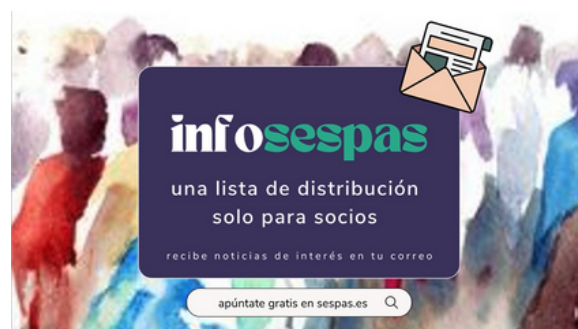 infosespas
una lista de distribución
solo para socios
recibe noticias de interés en tu correo
apúntate gratis en sespas.es